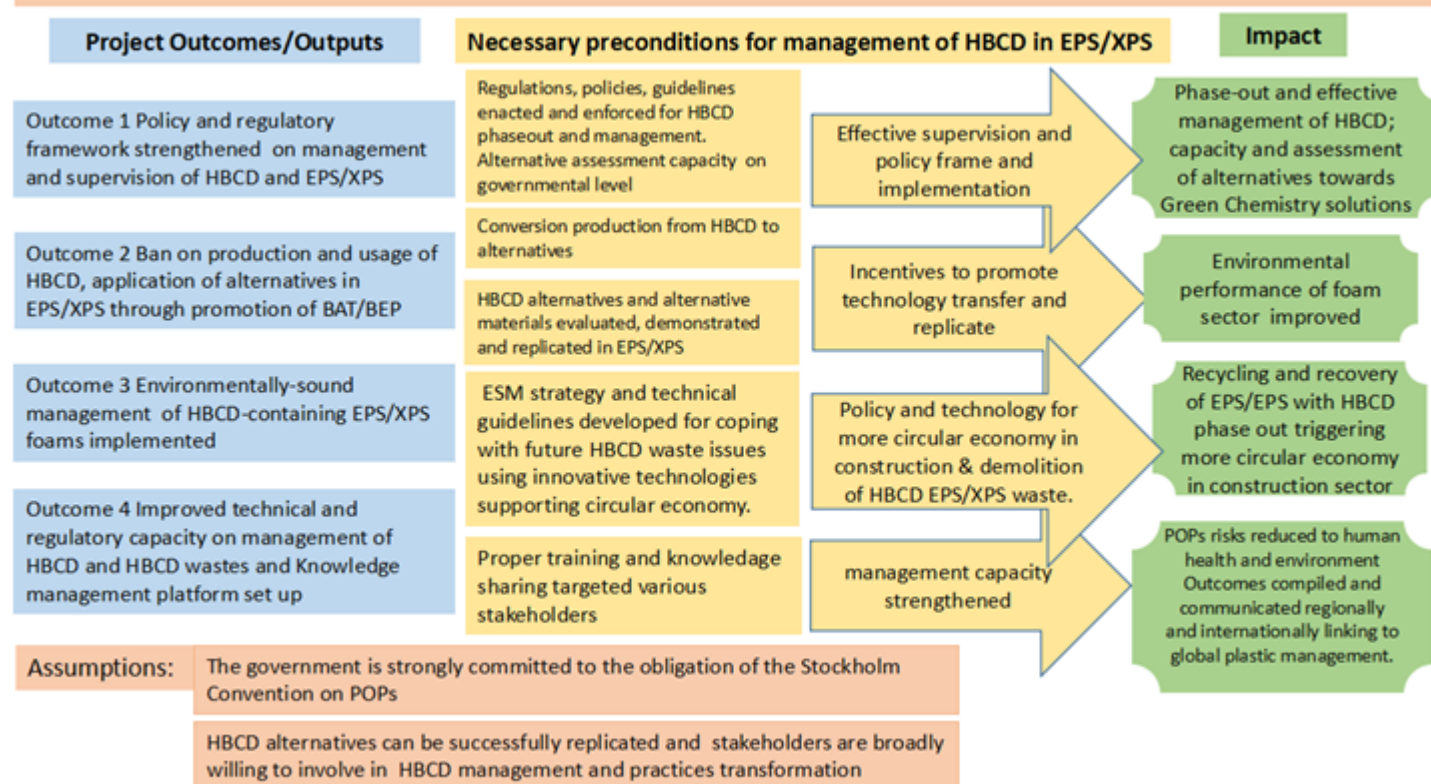 Project Outcomes/Outputs
Necessary preconditions for management of HBCD in EPS/XPS
Impact
Outcome 1 Policy and regulatory
framework strengthened on management
and supervision of HBCD and EPS/XPS
Outcome 2 Ban on production and usage of
HBCD, application of alternatives in
EPS/XPS through promotion of BAT/BEP
Outcome 3 Environmentally-sound
management of HBCD-containing EPS/XPS
foams implemented
Outcome 4 Improved technical and
regulatory capacity on management of
HBCD and HBCD wastes and Knowledge
management platform set up
Regulations, policies, guidelines
enacted and enforced for HBCD
phaseout and management.
Alternative assessment capacity on
governmental level
Conversion production from HBCD to
alternatives
HBCD alternatives and alternative
materials evaluated, demonstrated
and replicated in EPS/XPS
ESM strategy and technical
guidelines developed for coping
with future HBCD waste issues
using innovative technologies
supporting circular economy.
Proper training and knowledage
sharing targeted various
stakeholders
Effective supervision and
policy frame and
implementation
Incentives to promote
technology transfer and
replicate
Policy and technology for
more circular economy in
construction & demolition
of HBCD EPS/XPS waste.
management capacity
strengthened
Phase-out and effective
management of HBCD;
capacity and assessment
of alternatives towards
Green Chemistry solutions
Environmental
performance of foam
sector improved
Recycling and recovery
of EPS/EPS with HBCD
phase out triggering
more circular economy
in construction sector
POPs risks reduced to human
health and environment
Outcomes compiled and
communicated regionally
and internationally linking to
global plastic management.
Assumptions:
The government is strongly committed to the obligation of the Stockholm
Convention on POPs
HBCD alternatives can be successfully replicated and stakeholders are broadly
willing to involve in HBCD management and practices transformation